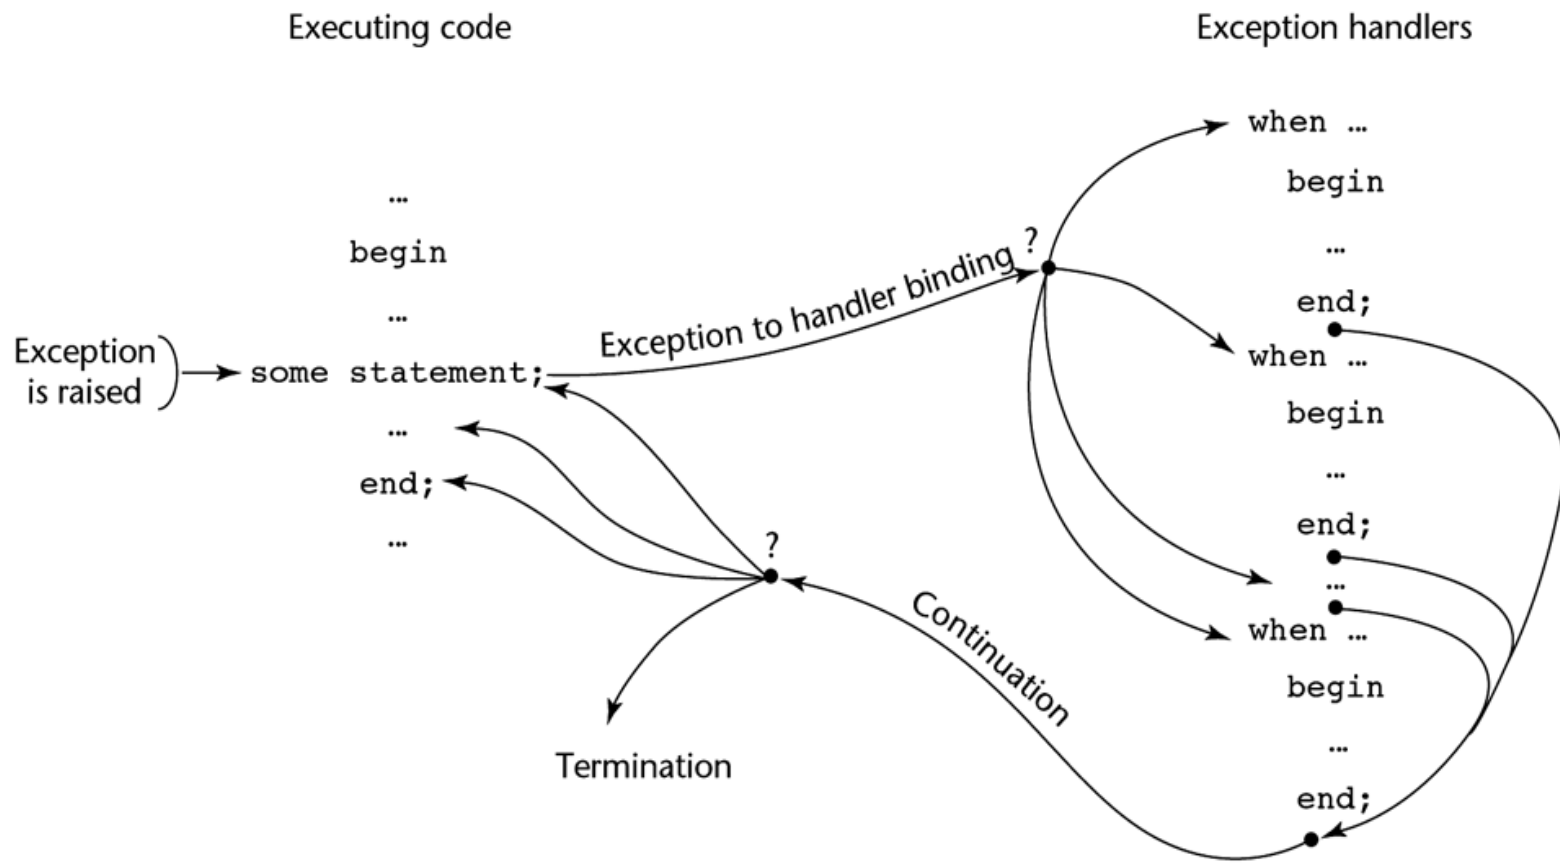 Executing code
Exception handlers
…
begin
…
Exception
is raised
some statement;
…
end;
…
Exception to handler binding
?
when …
begin
…
end;
when …
begin
…
end;
…
when …
begin
…
end;
?
Continuation
Termination